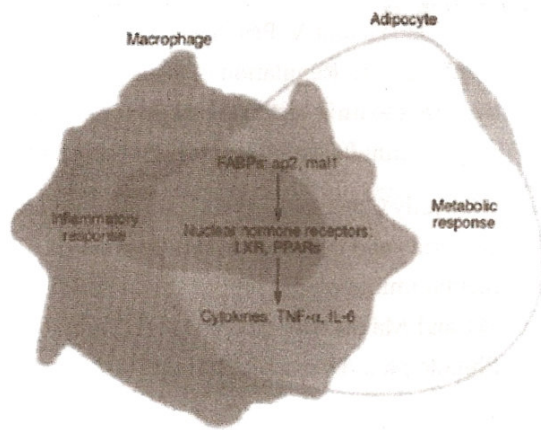 Adipocyte
Macrophage
FABPs: ap2, mal1
Inflammatory
response
Nuclear hormone receptors:
LXR, PPARs
Metabolic
response
Cytokines: TNF-α, IL-6